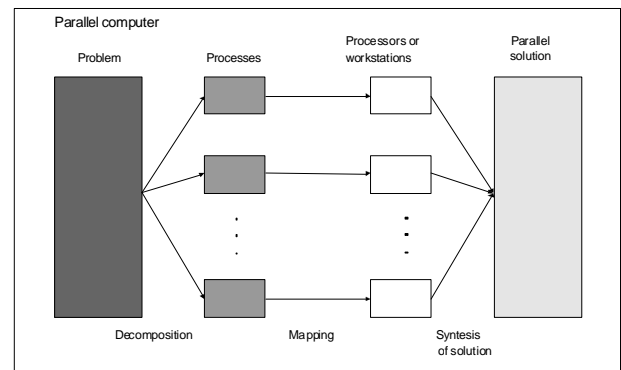 Parallel computer
Problem
Processes
Processors or
workstations
Parallel
solution
Decomposition
Mapping
Syntesis
of solution